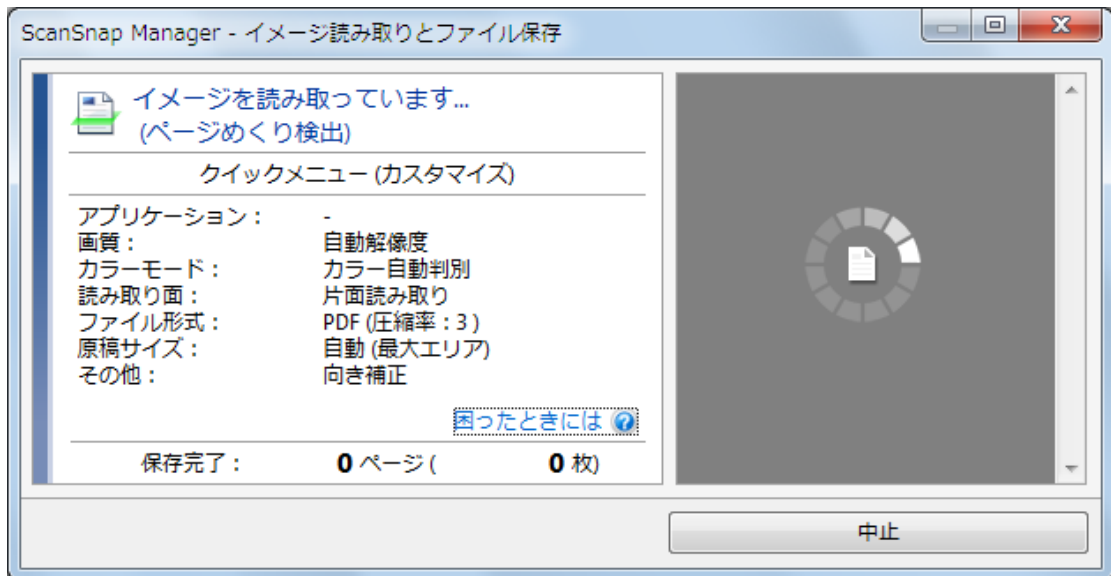 ScanSnap Manager - イメージ読み取りとファイル保存
イメージを読み取っています...
(ページめくり検出)
クイックメニュー (カスタマイズ)
アプリケーション： -
画質： 自動解像度
カラーモード： カラー自動判別
読み取り面： 片面読み取り
ファイル形式： PDF (圧縮率：3 )
原稿サイズ： 自動 (最大エリア)
その他： 向き補正
困ったときには ?
保存完了： 0 ページ ( 0 枚)
中止